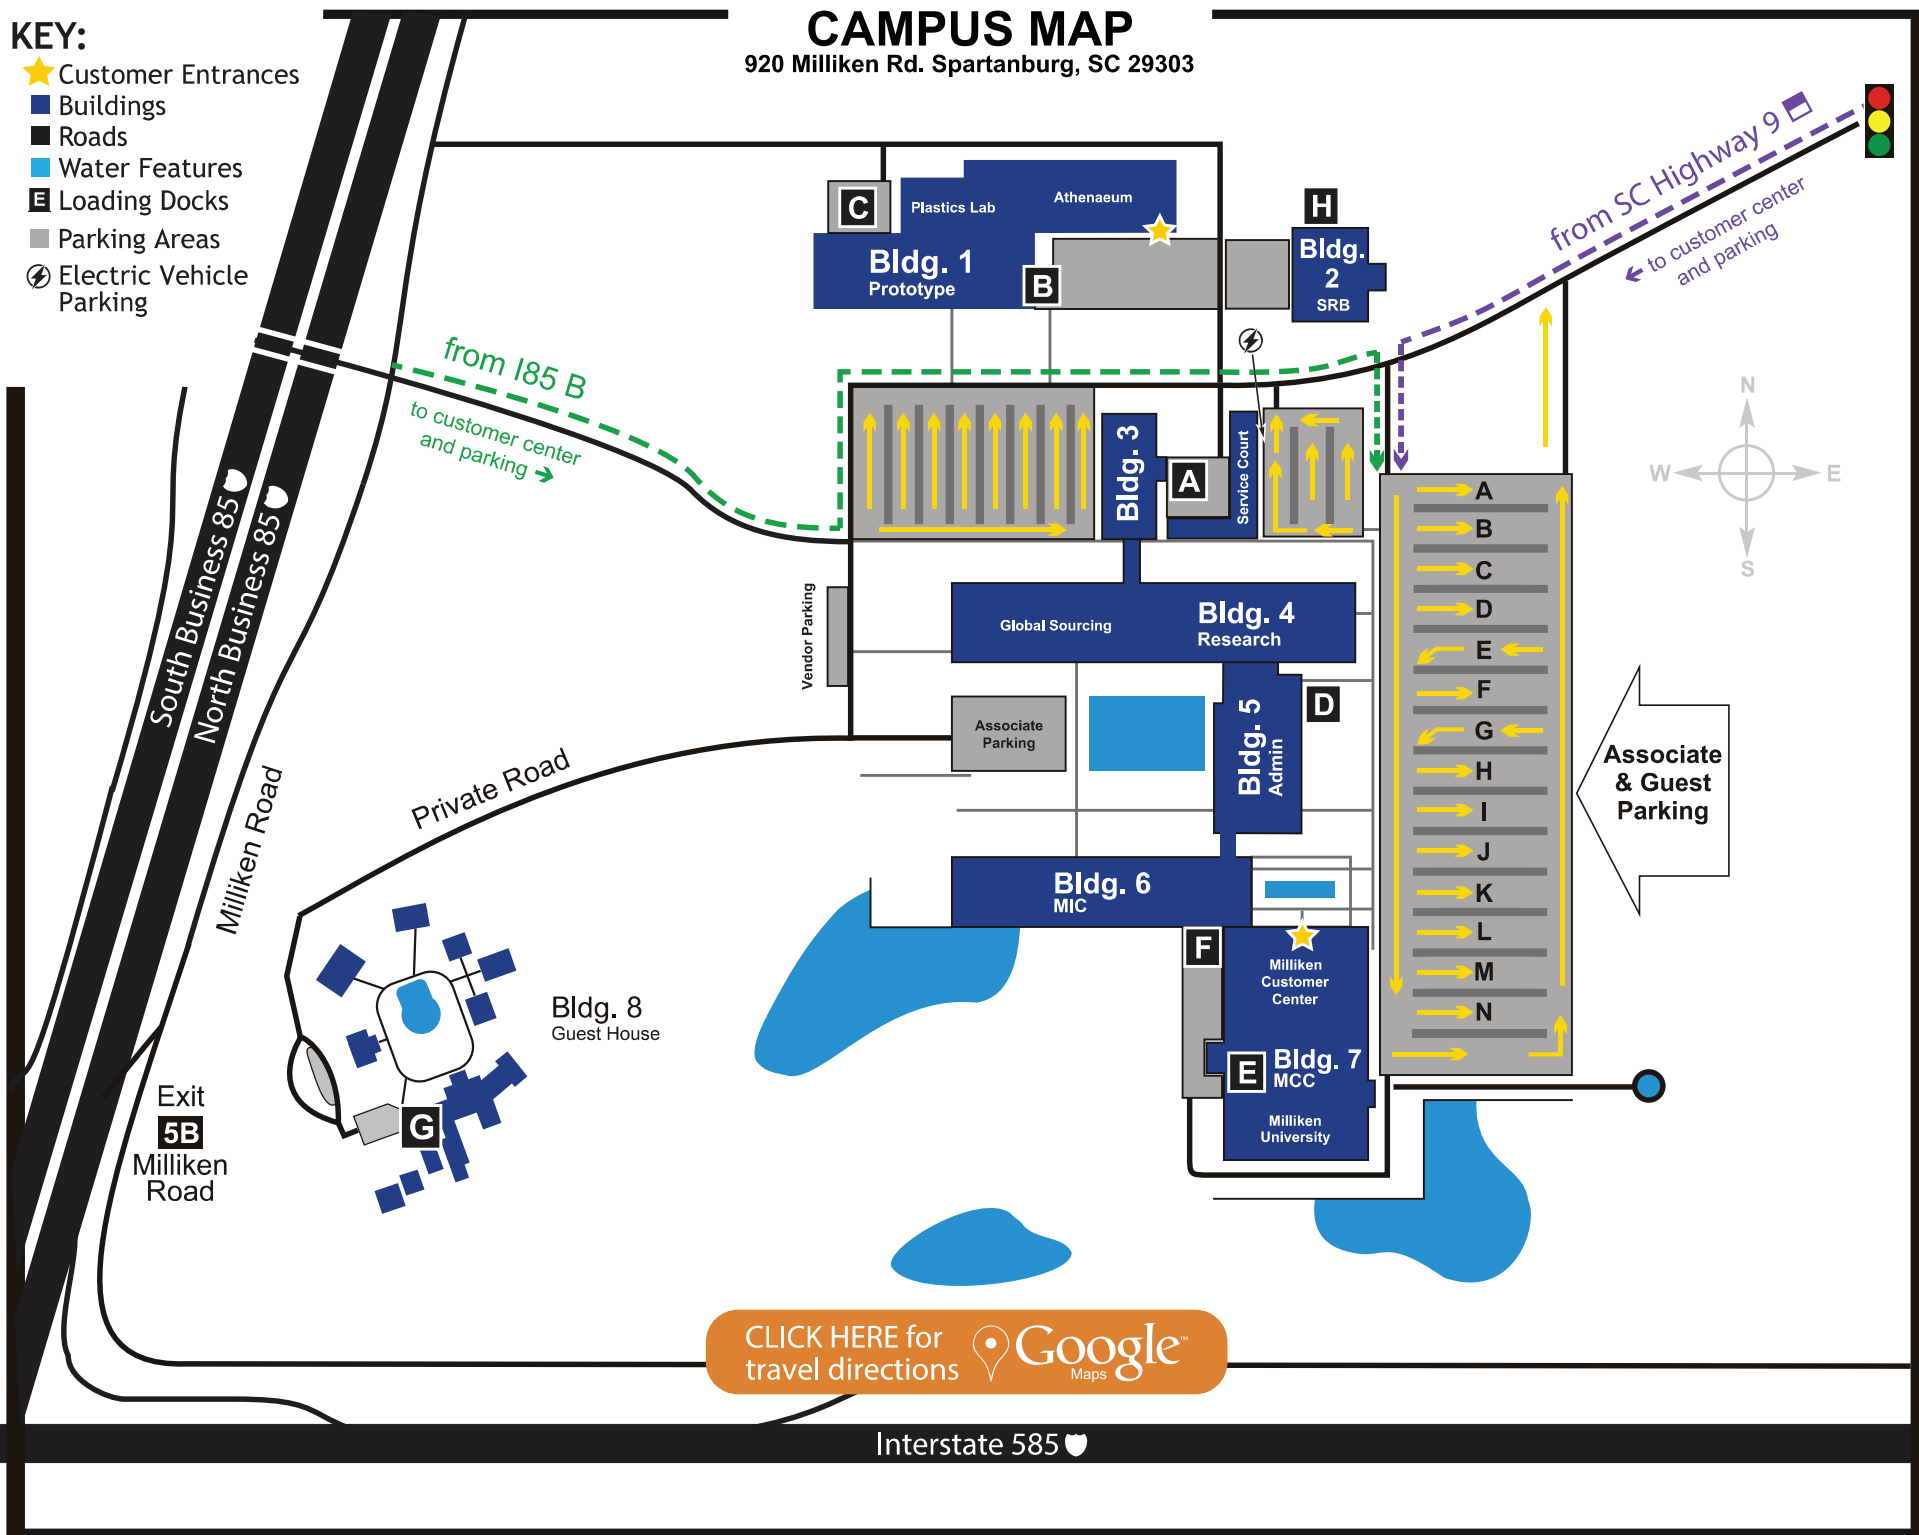 CAMPUS MAP
920 Milliken Rd. Spartanburg, SC 29303
KEY:
Customer Entrances
Buildings
Roads
Water Features
E Loading Docks
Parking Areas
Electric Vehicle
Parking
C
Plastics Lab
Athenaeum
H
Bldg. 1
Prototype
B
Bldg.
2
SRB
from SC Highway 9
← to customer center
and parking
from I85 B
to customer center
and parking →
South Business 85
North Business 85
Milliken Road
Bldg. 3
A
Service Court
N
W
E
S
A
B
C
D
E
F
G
H
I
J
K
L
M
N
Associate
& Guest
Parking
Vendor Parking
Global Sourcing
Bldg. 4
Research
Associate
Parking
Bldg. 5
Admin
D
Private Road
Bldg. 6
MIC
F
Milliken
Customer
Center
E
Bldg. 7
MCC
Milliken
University
Bldg. 8
Guest House
G
Exit
5B
Milliken
Road
CLICK HERE for
travel directions
Google™
Maps
Interstate 585